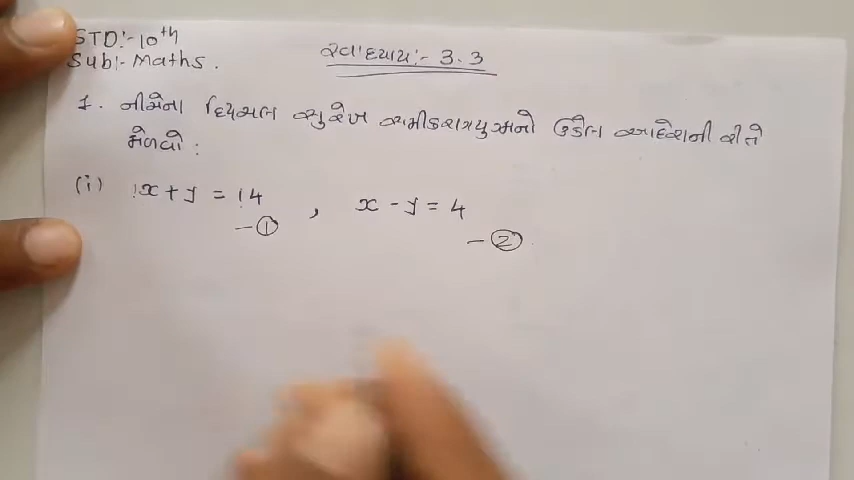 STD:- 10th
Sub:- Maths.
સ્વાધ્યાય:- 3.3
1. નીચેના દ્વિચલ સુરેખ સમીકરણયુગ્મનો ઉકેલ આદેશની રીતે
મેળવો :
(i) x + y = 14 , x - y = 4
— ① — ②